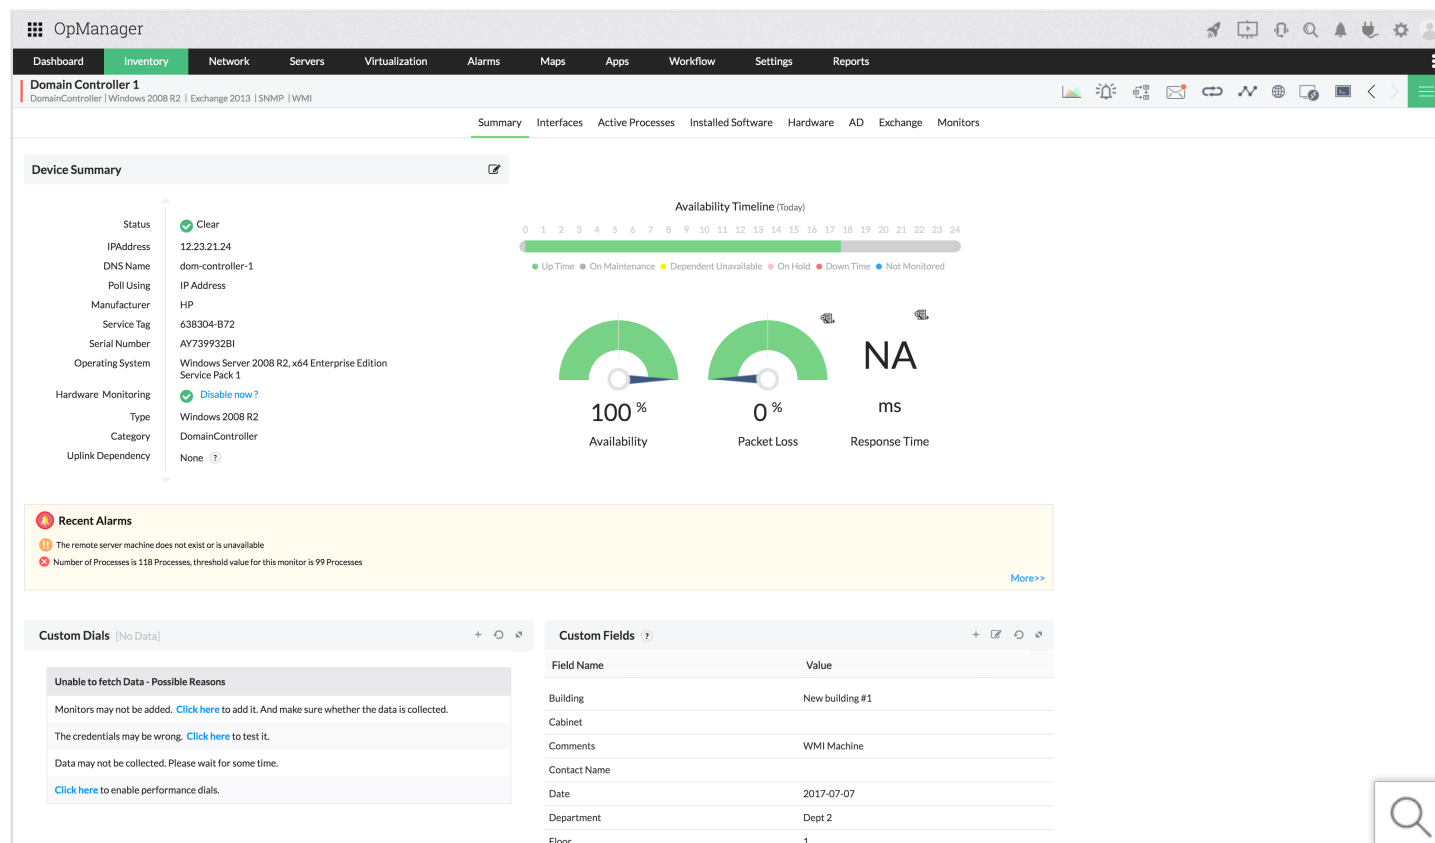 OpManager
Dashboard Inventory Network Servers Virtualization Alarms Maps Apps Workflow Settings Reports
Domain Controller 1
DomainController | Windows 2008 R2 | Exchange 2013 | SNMP | WMI
Summary Interfaces Active Processes Installed Software Hardware AD Exchange Monitors
Device Summary
Status Clear
IPAddress 12.23.21.24
DNS Name dom-controller-1
Poll Using IP Address
Manufacturer HP
Service Tag 638304-B72
Serial Number AY739932BI
Operating System Windows Server 2008 R2, x64 Enterprise Edition
Service Pack 1
Hardware Monitoring Disable now ?
Type Windows 2008 R2
Category DomainController
Uplink Dependency None ?
Availability Timeline (Today)
0 1 2 3 4 5 6 7 8 9 10 11 12 13 14 15 16 17 18 19 20 21 22 23 24
Up Time On Maintenance Dependent Unavailable On Hold Down Time Not Monitored
100 % 0 % NA
ms
Availability Packet Loss Response Time
Recent Alarms
The remote server machine does not exist or is unavailable
Number of Processes is 118 Processes, threshold value for this monitor is 99 Processes
More>>
Custom Dials [No Data]
Unable to fetch Data - Possible Reasons
Monitors may not be added. Click here to add it. And make sure whether the data is collected.
The credentials may be wrong. Click here to test it.
Data may not be collected. Please wait for some time.
Click here to enable performance dials.
Custom Fields ?
Field Name Value
Building New building #1
Cabinet
Comments WMI Machine
Contact Name
Date 2017-07-07
Department Dept 2
Floor 1